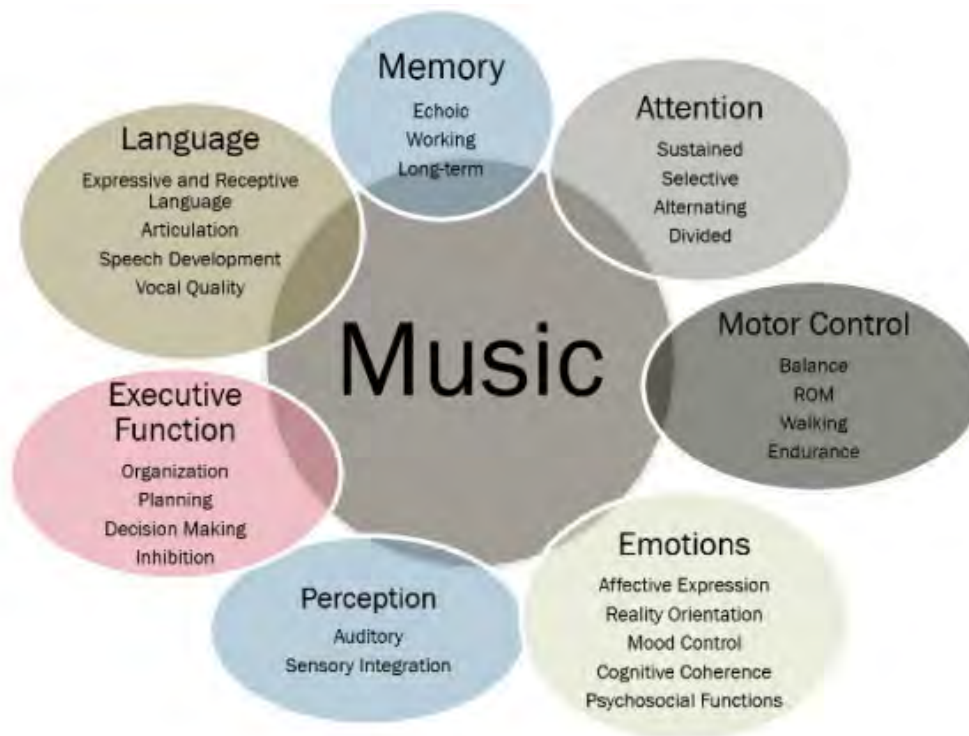 Memory
Echoic
Working
Long-term
Attention
Sustained
Selective
Alternating
Divided
Language
Expressive and Receptive
Language
Articulation
Speech Development
Vocal Quality
Music
Motor Control
Balance
ROM
Walking
Endurance
Executive
Function
Organization
Planning
Decision Making
Inhibition
Emotions
Affective Expression
Reality Orientation
Mood Control
Cognitive Coherence
Psychosocial Functions
Perception
Auditory
Sensory Integration